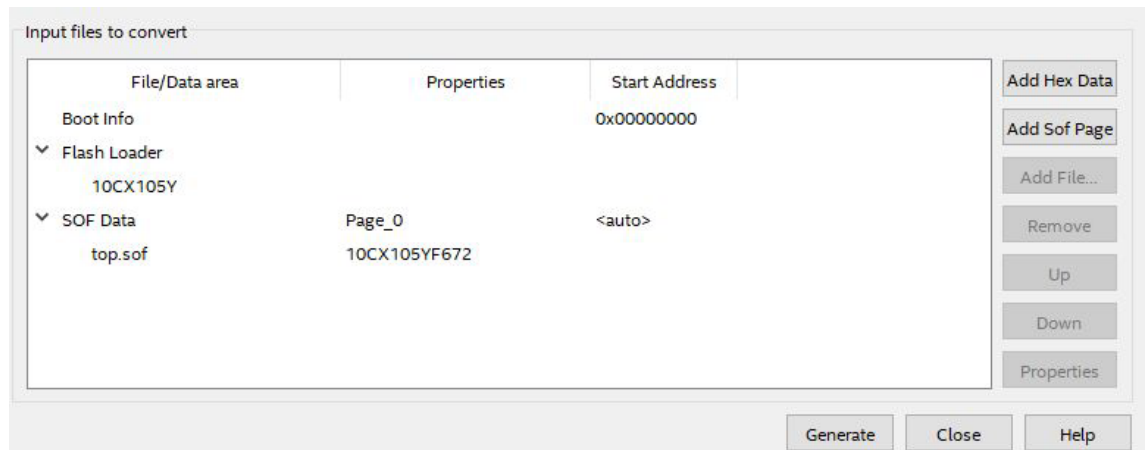 Input files to convert
File/Data area Properties Start Address
Boot Info 0x00000000
Flash Loader
10CX105Y
SOF Data Page_0 <auto>
top.sof 10CX105YF672
Add Hex Data
Add Sof Page
Add File...
Remove
Up
Down
Properties
Generate Close Help